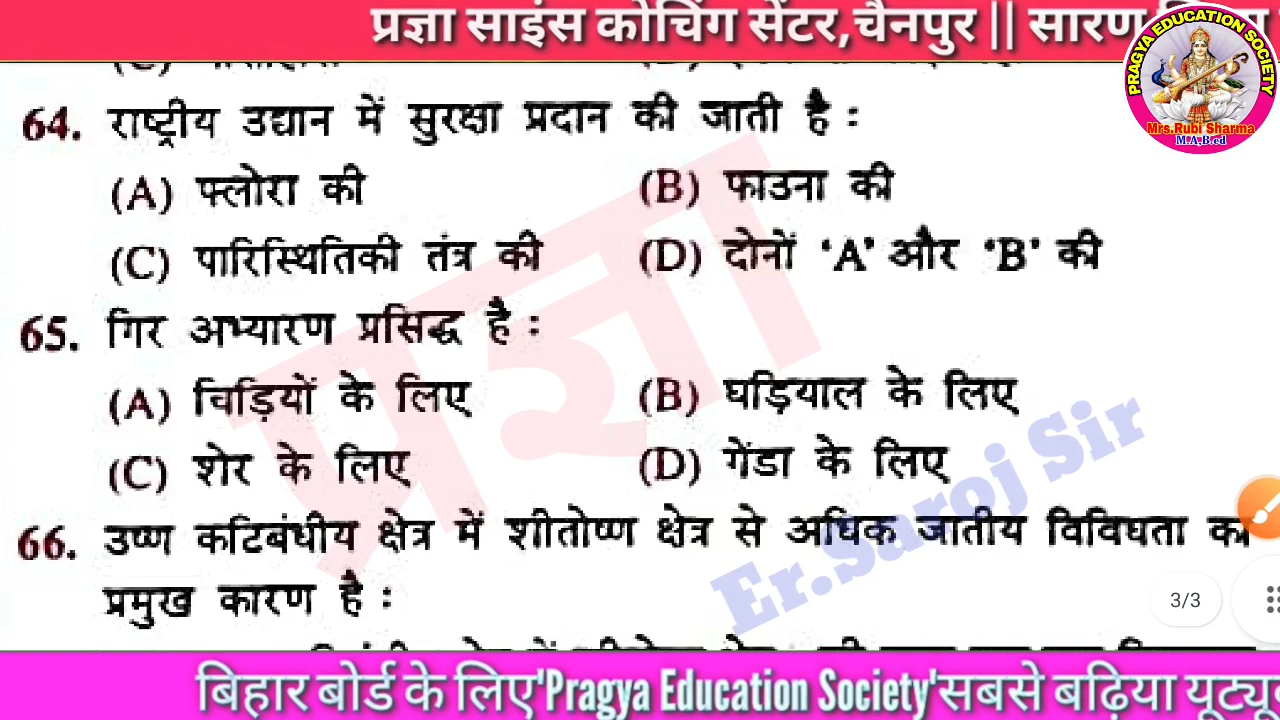 प्रज्ञा साइंस कोचिंग सेंटर,चैनपुर || सारण
PRAGYA EDUCATION SOCIETY
Mrs.Rubi Sharma
M.A,B.ed
64. राष्ट्रीय उद्यान में सुरक्षा प्रदान की जाती है :
(A) फ्लोरा की (B) फाउना की
(C) पारिस्थितिकी तंत्र की (D) दोनों ‘A’ और ‘B’ की
65. गिर अभ्यारण प्रसिद्ध है :
(A) चिड़ियों के लिए (B) घड़ियाल के लिए
(C) शेर के लिए (D) गेंडा के लिए
66. उष्ण कटिबंधीय क्षेत्र में शीतोष्ण क्षेत्र से अधिक जातीय विविधता का
प्रमुख कारण है :
Er.Saroj Sir
3/3
बिहार बोर्ड के लिए'Pragya Education Society'सबसे बढ़िया